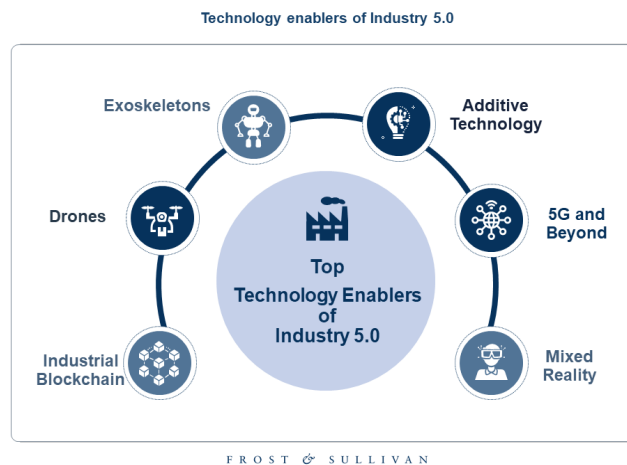 Technology enablers of Industry 5.0
Exoskeletons
Additive
Technology
Drones
5G and
Beyond
Top
Technology Enablers
of
Industry 5.0
Industrial
Blockchain
Mixed
Reality
FROST & SULLIVAN